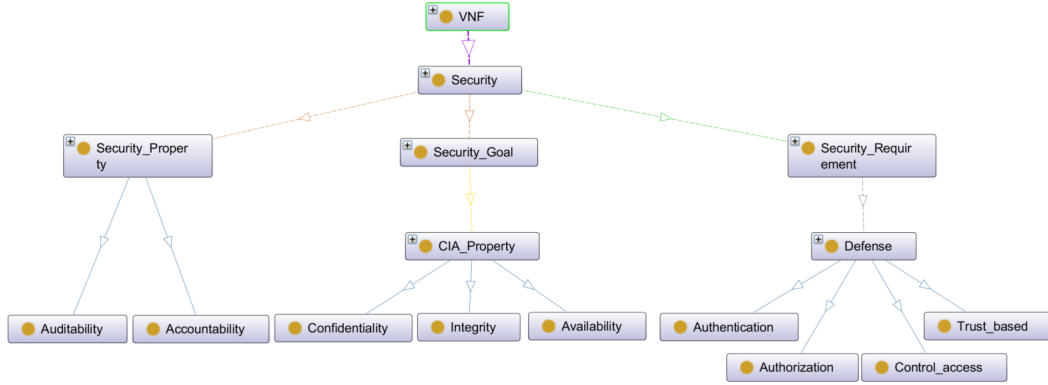 VNF
Security
Security_Proper
ty
Security_Goal
Security_Requir
ement
CIA_Property
Defense
Auditability
Accountability
Confidentiality
Integrity
Availability
Authentication
Trust_based
Authorization
Control_access